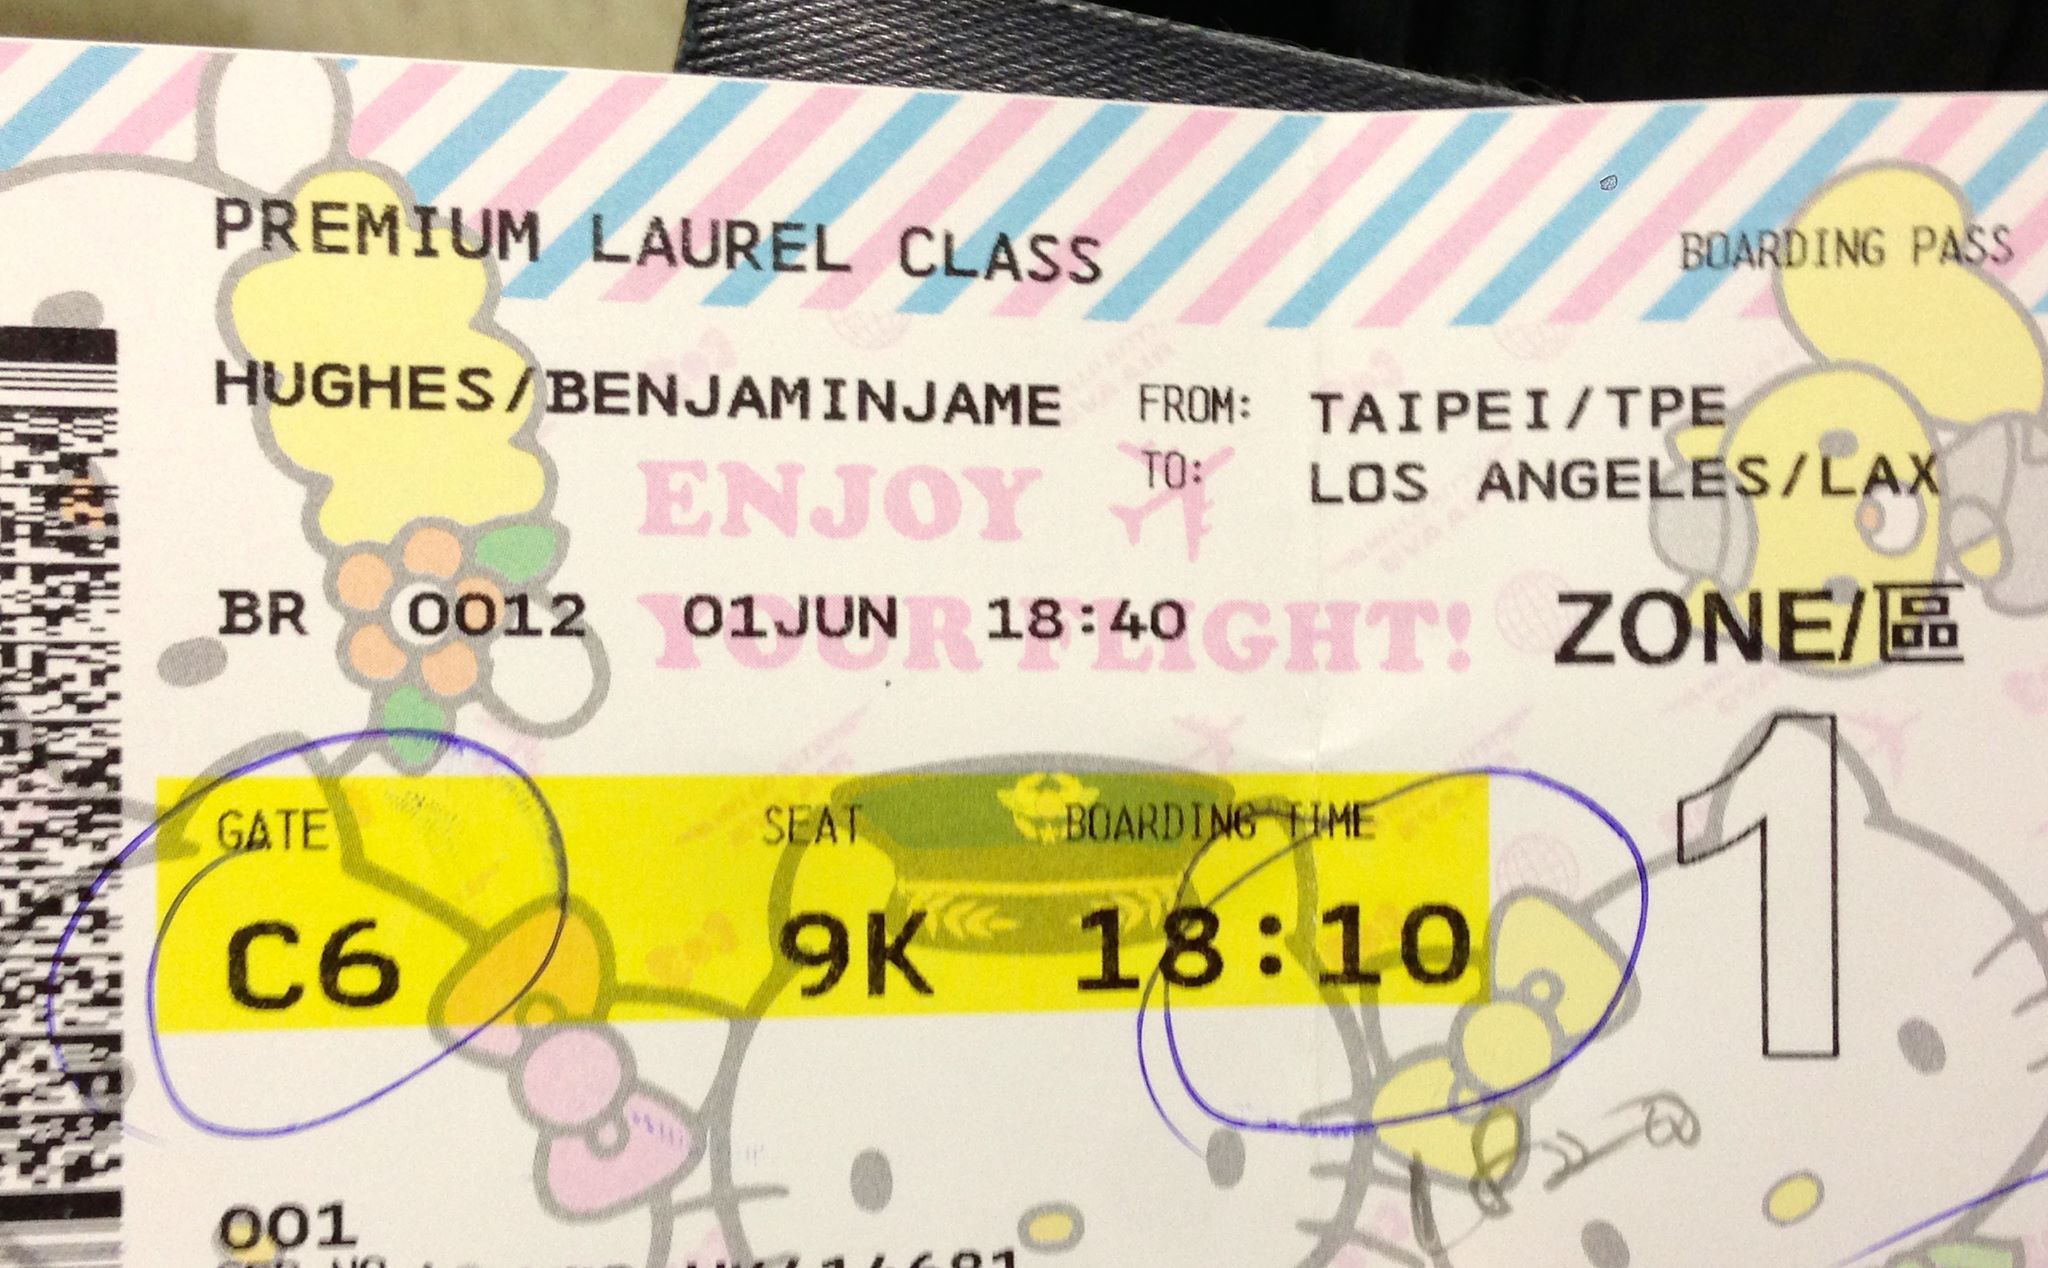 PREMIUM LAUREL CLASS
BOARDING PASS
HUGHES/BENJAMINJAME
FROM: TAIPEI/TPE
TO: LOS ANGELES/LAX
ENJOY
YOUR FLIGHT!
BR 0012 01JUN 18:40
ZONE/區
1
GATE SEAT BOARDING TIME
C6 9K 18:10
001